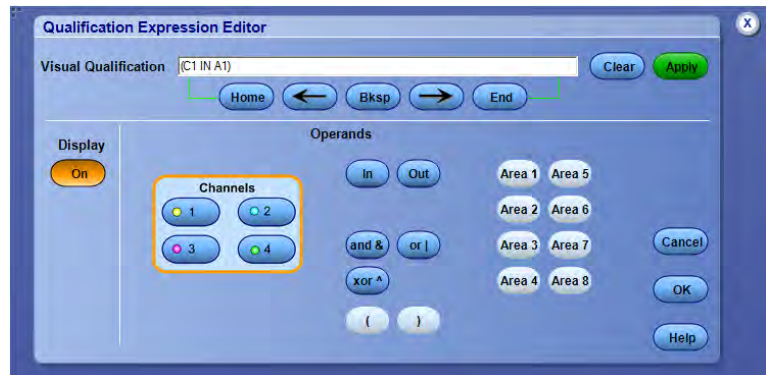 Qualification Expression Editor
X
Visual Qualification (C1 IN A1) Clear Apply
Home Bksp End
Operands
Display
On
Channels
1 2
3 4
In Out
and & or |
xor ^
( )
Area 1 Area 5
Area 2 Area 6
Area 3 Area 7
Area 4 Area 8
Cancel
OK
Help